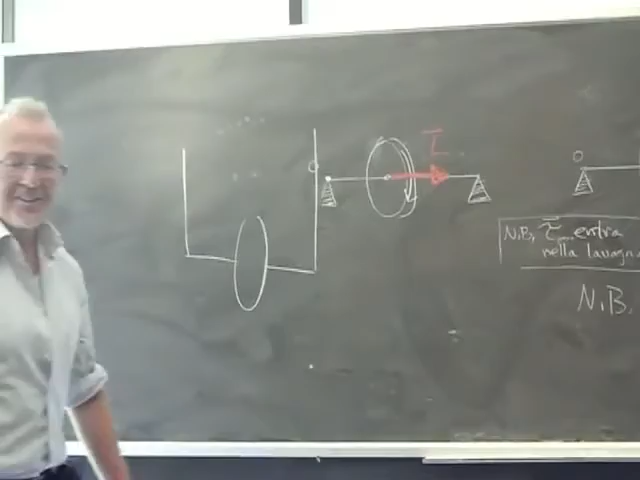 O
I
O
N.B. τ entra
nella lavagna
N.B.